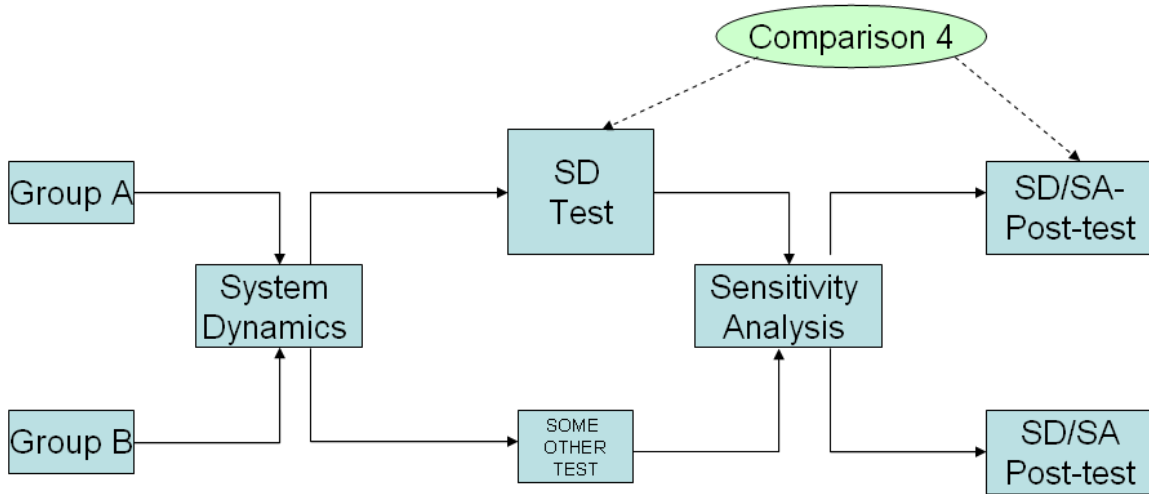 Comparison 4
Group A
SD
Test
SD/SA-
Post-test
System
Dynamics
Sensitivity
Analysis
Group B
SOME
OTHER
TEST
SD/SA
Post-test